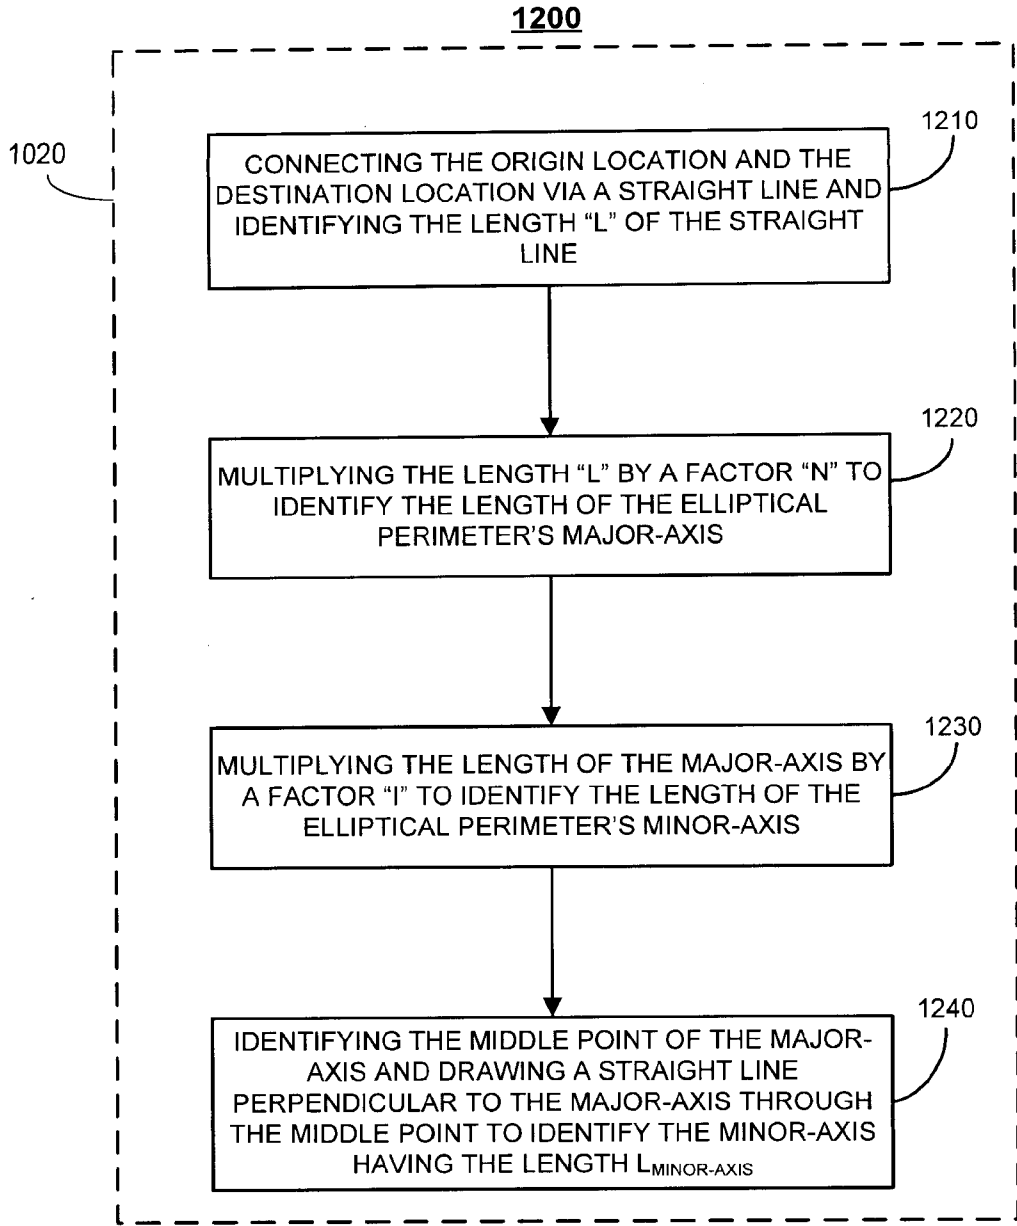 1200
1020
1210
CONNECTING THE ORIGIN LOCATION AND THE
DESTINATION LOCATION VIA A STRAIGHT LINE AND
IDENTIFYING THE LENGTH “L” OF THE STRAIGHT
LINE
1220
MULTIPLYING THE LENGTH “L” BY A FACTOR “N” TO
IDENTIFY THE LENGTH OF THE ELLIPTICAL
PERIMETER’S MAJOR-AXIS
1230
MULTIPLYING THE LENGTH OF THE MAJOR-AXIS BY
A FACTOR “I” TO IDENTIFY THE LENGTH OF THE
ELLIPTICAL PERIMETER’S MINOR-AXIS
1240
IDENTIFYING THE MIDDLE POINT OF THE MAJOR-
AXIS AND DRAWING A STRAIGHT LINE
PERPENDICULAR TO THE MAJOR-AXIS THROUGH
THE MIDDLE POINT TO IDENTIFY THE MINOR-AXIS
HAVING THE LENGTH LMINOR-AXIS